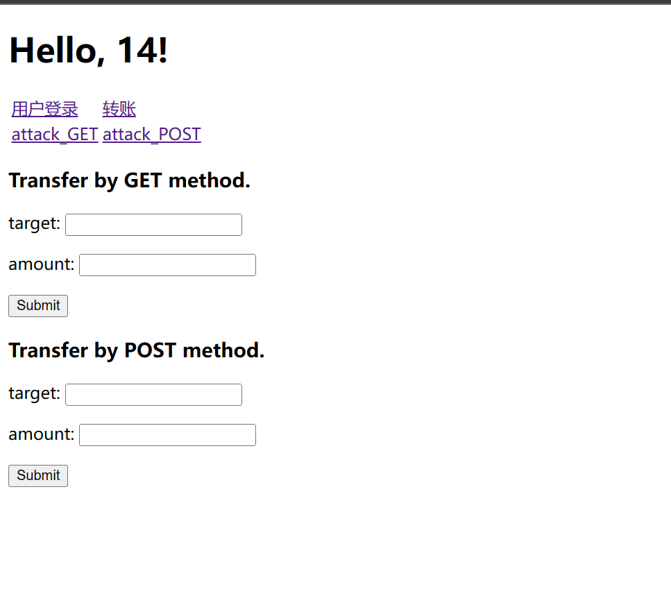 Hello, 14!
用户登录 转账
attack_GET attack_POST
Transfer by GET method.
target:
amount:
Submit
Transfer by POST method.
target:
amount:
Submit